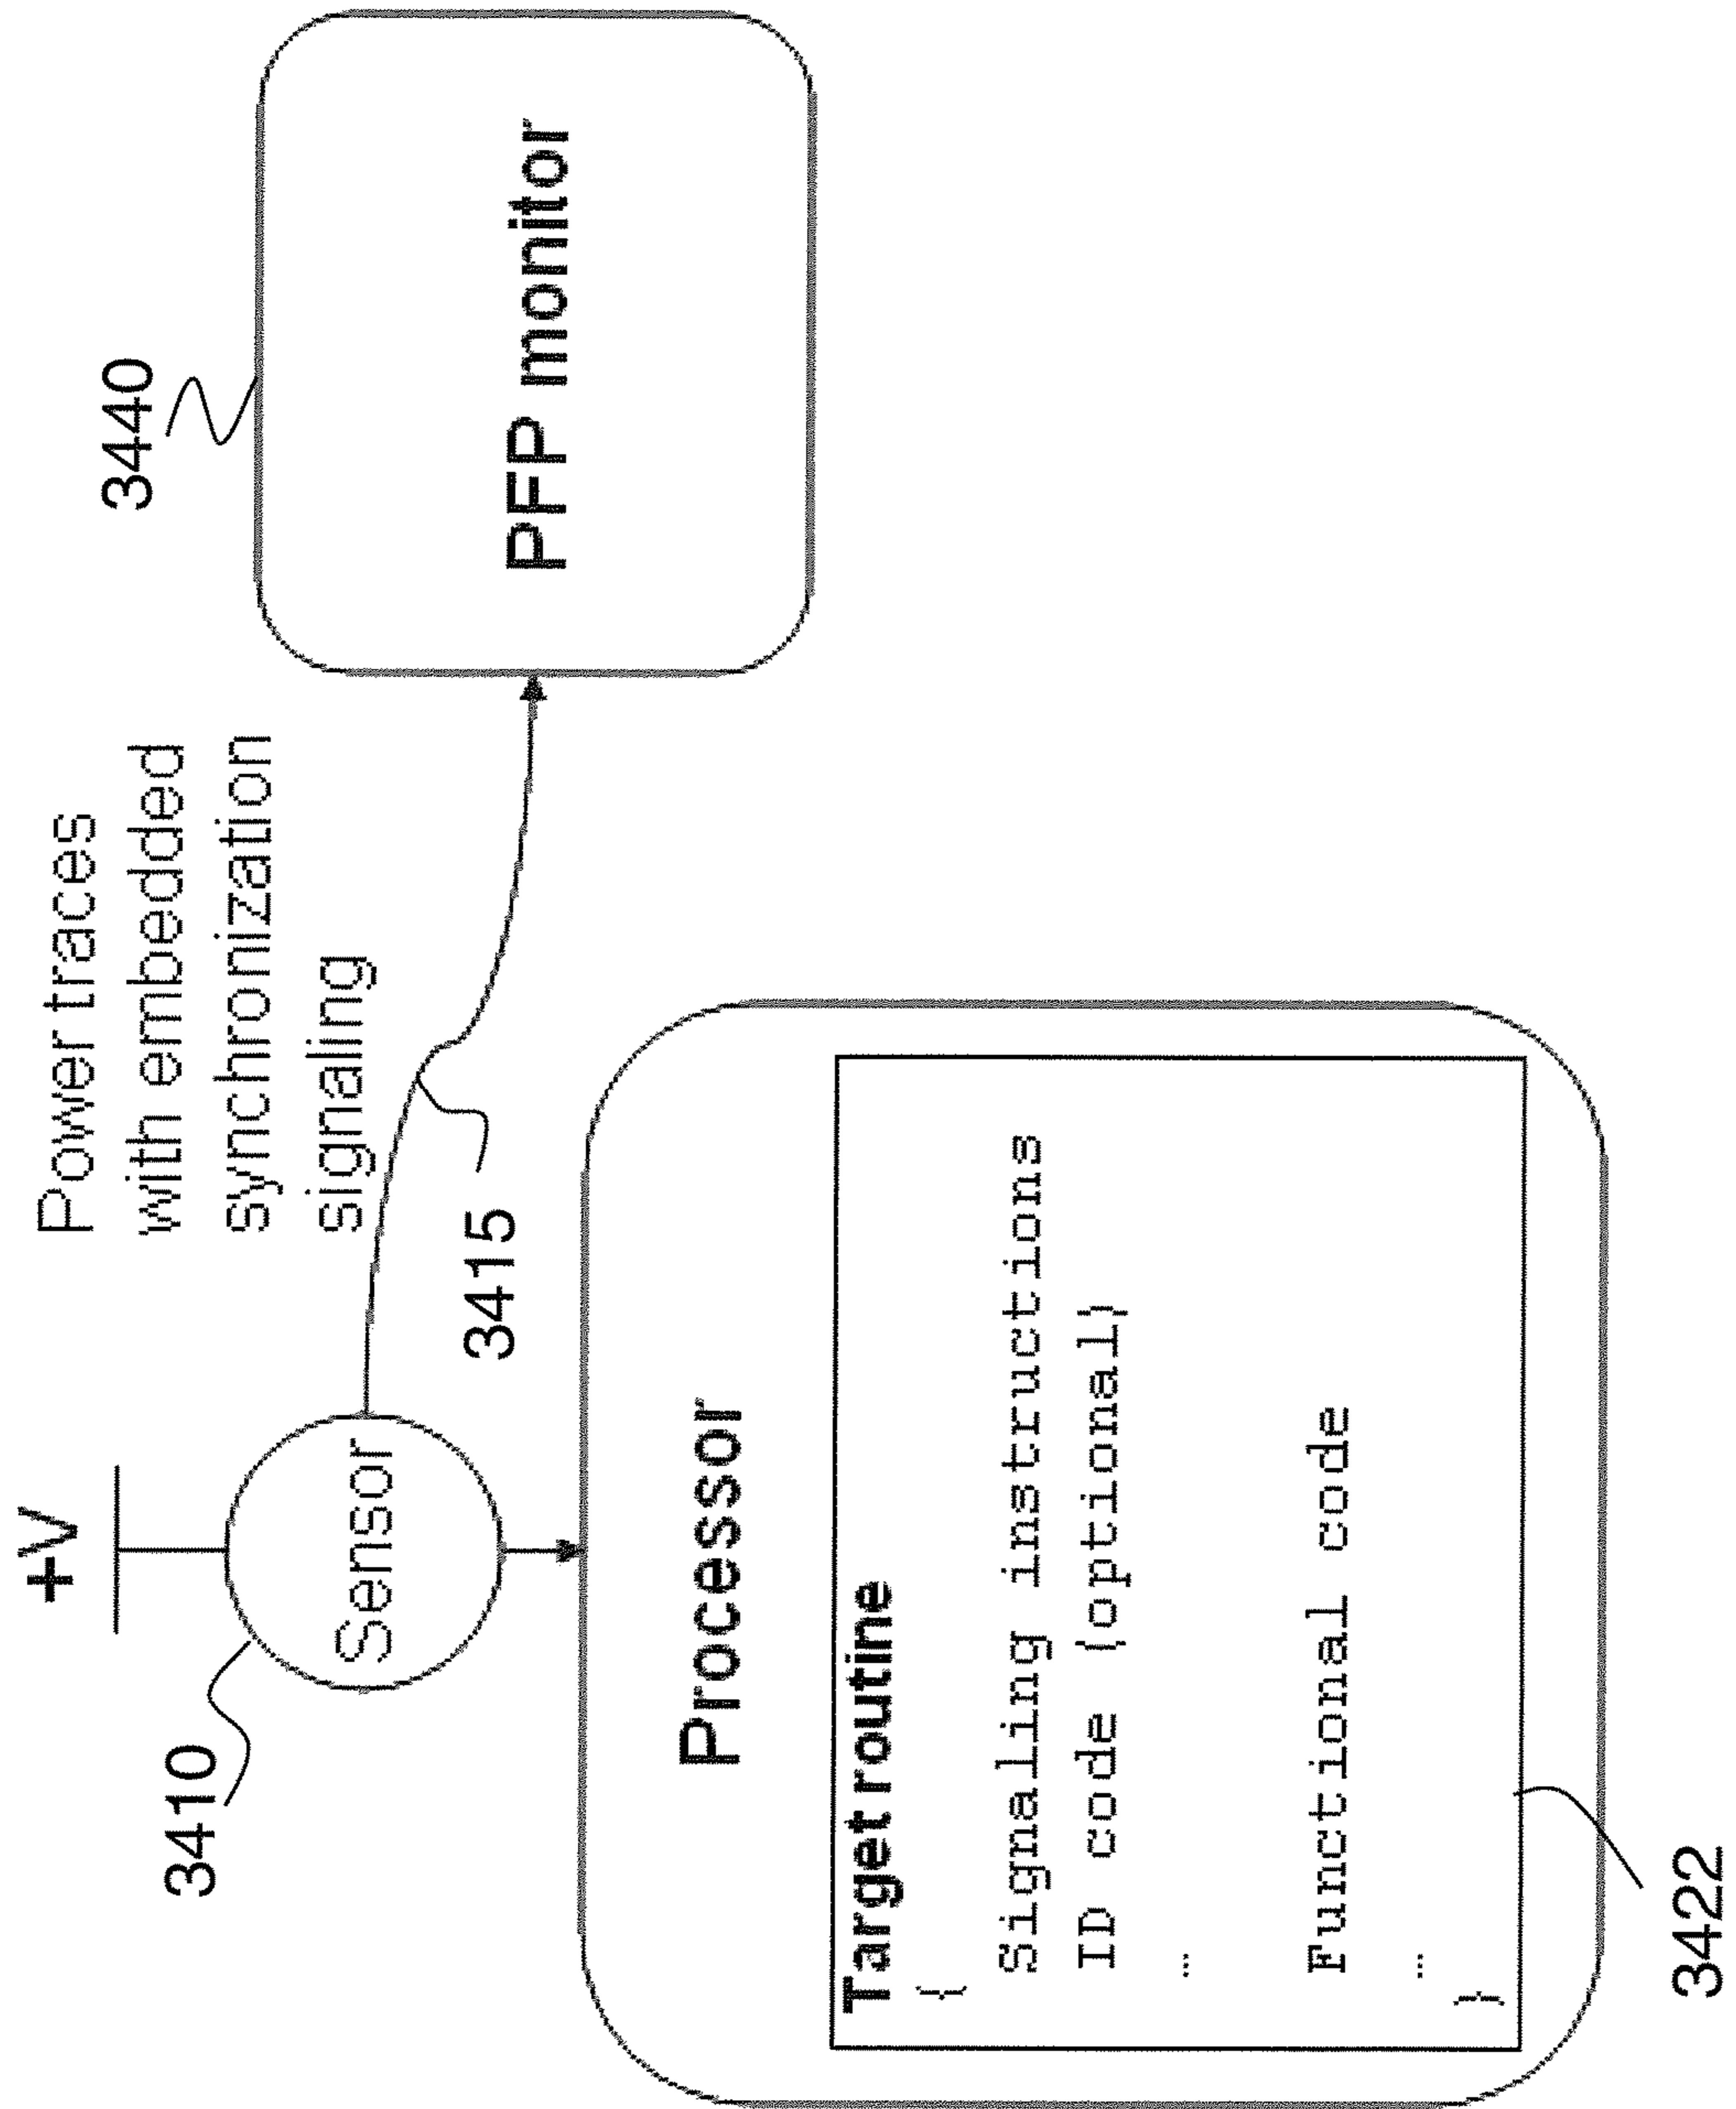 +V
3410
Sensor
Power traces
with embedded
synchronization
signaling
3415
3440
PFP monitor
Processor
Target routine
{
Signaling instructions
ID code (optional)
...
Functional code
...
}
3422